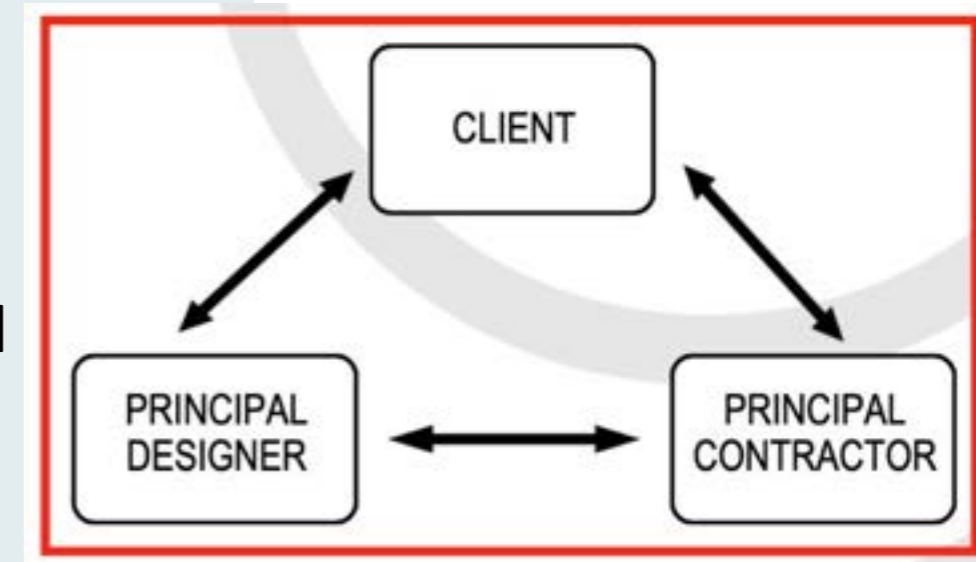 CLIENT
PRINCIPAL
DESIGNER
PRINCIPAL
CONTRACTOR